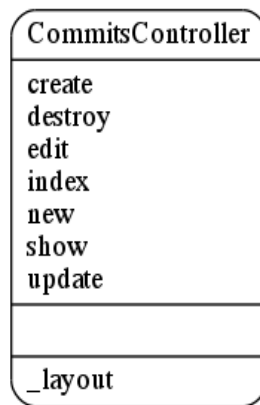 CommitsController
create
destroy
edit
index
new
show
update
_layout